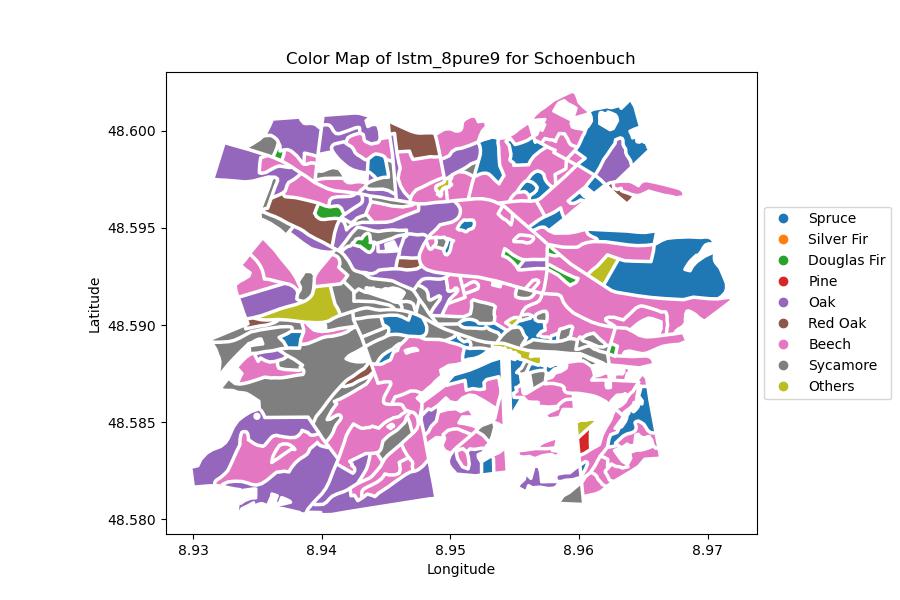 Color Map of lstm_8pure9 for Schoenbuch
48.600
48.595
48.590
48.585
48.580
Latitude
8.93 8.94 8.95 8.96 8.97
Longitude
Spruce
Silver Fir
Douglas Fir
Pine
Oak
Red Oak
Beech
Sycamore
Others